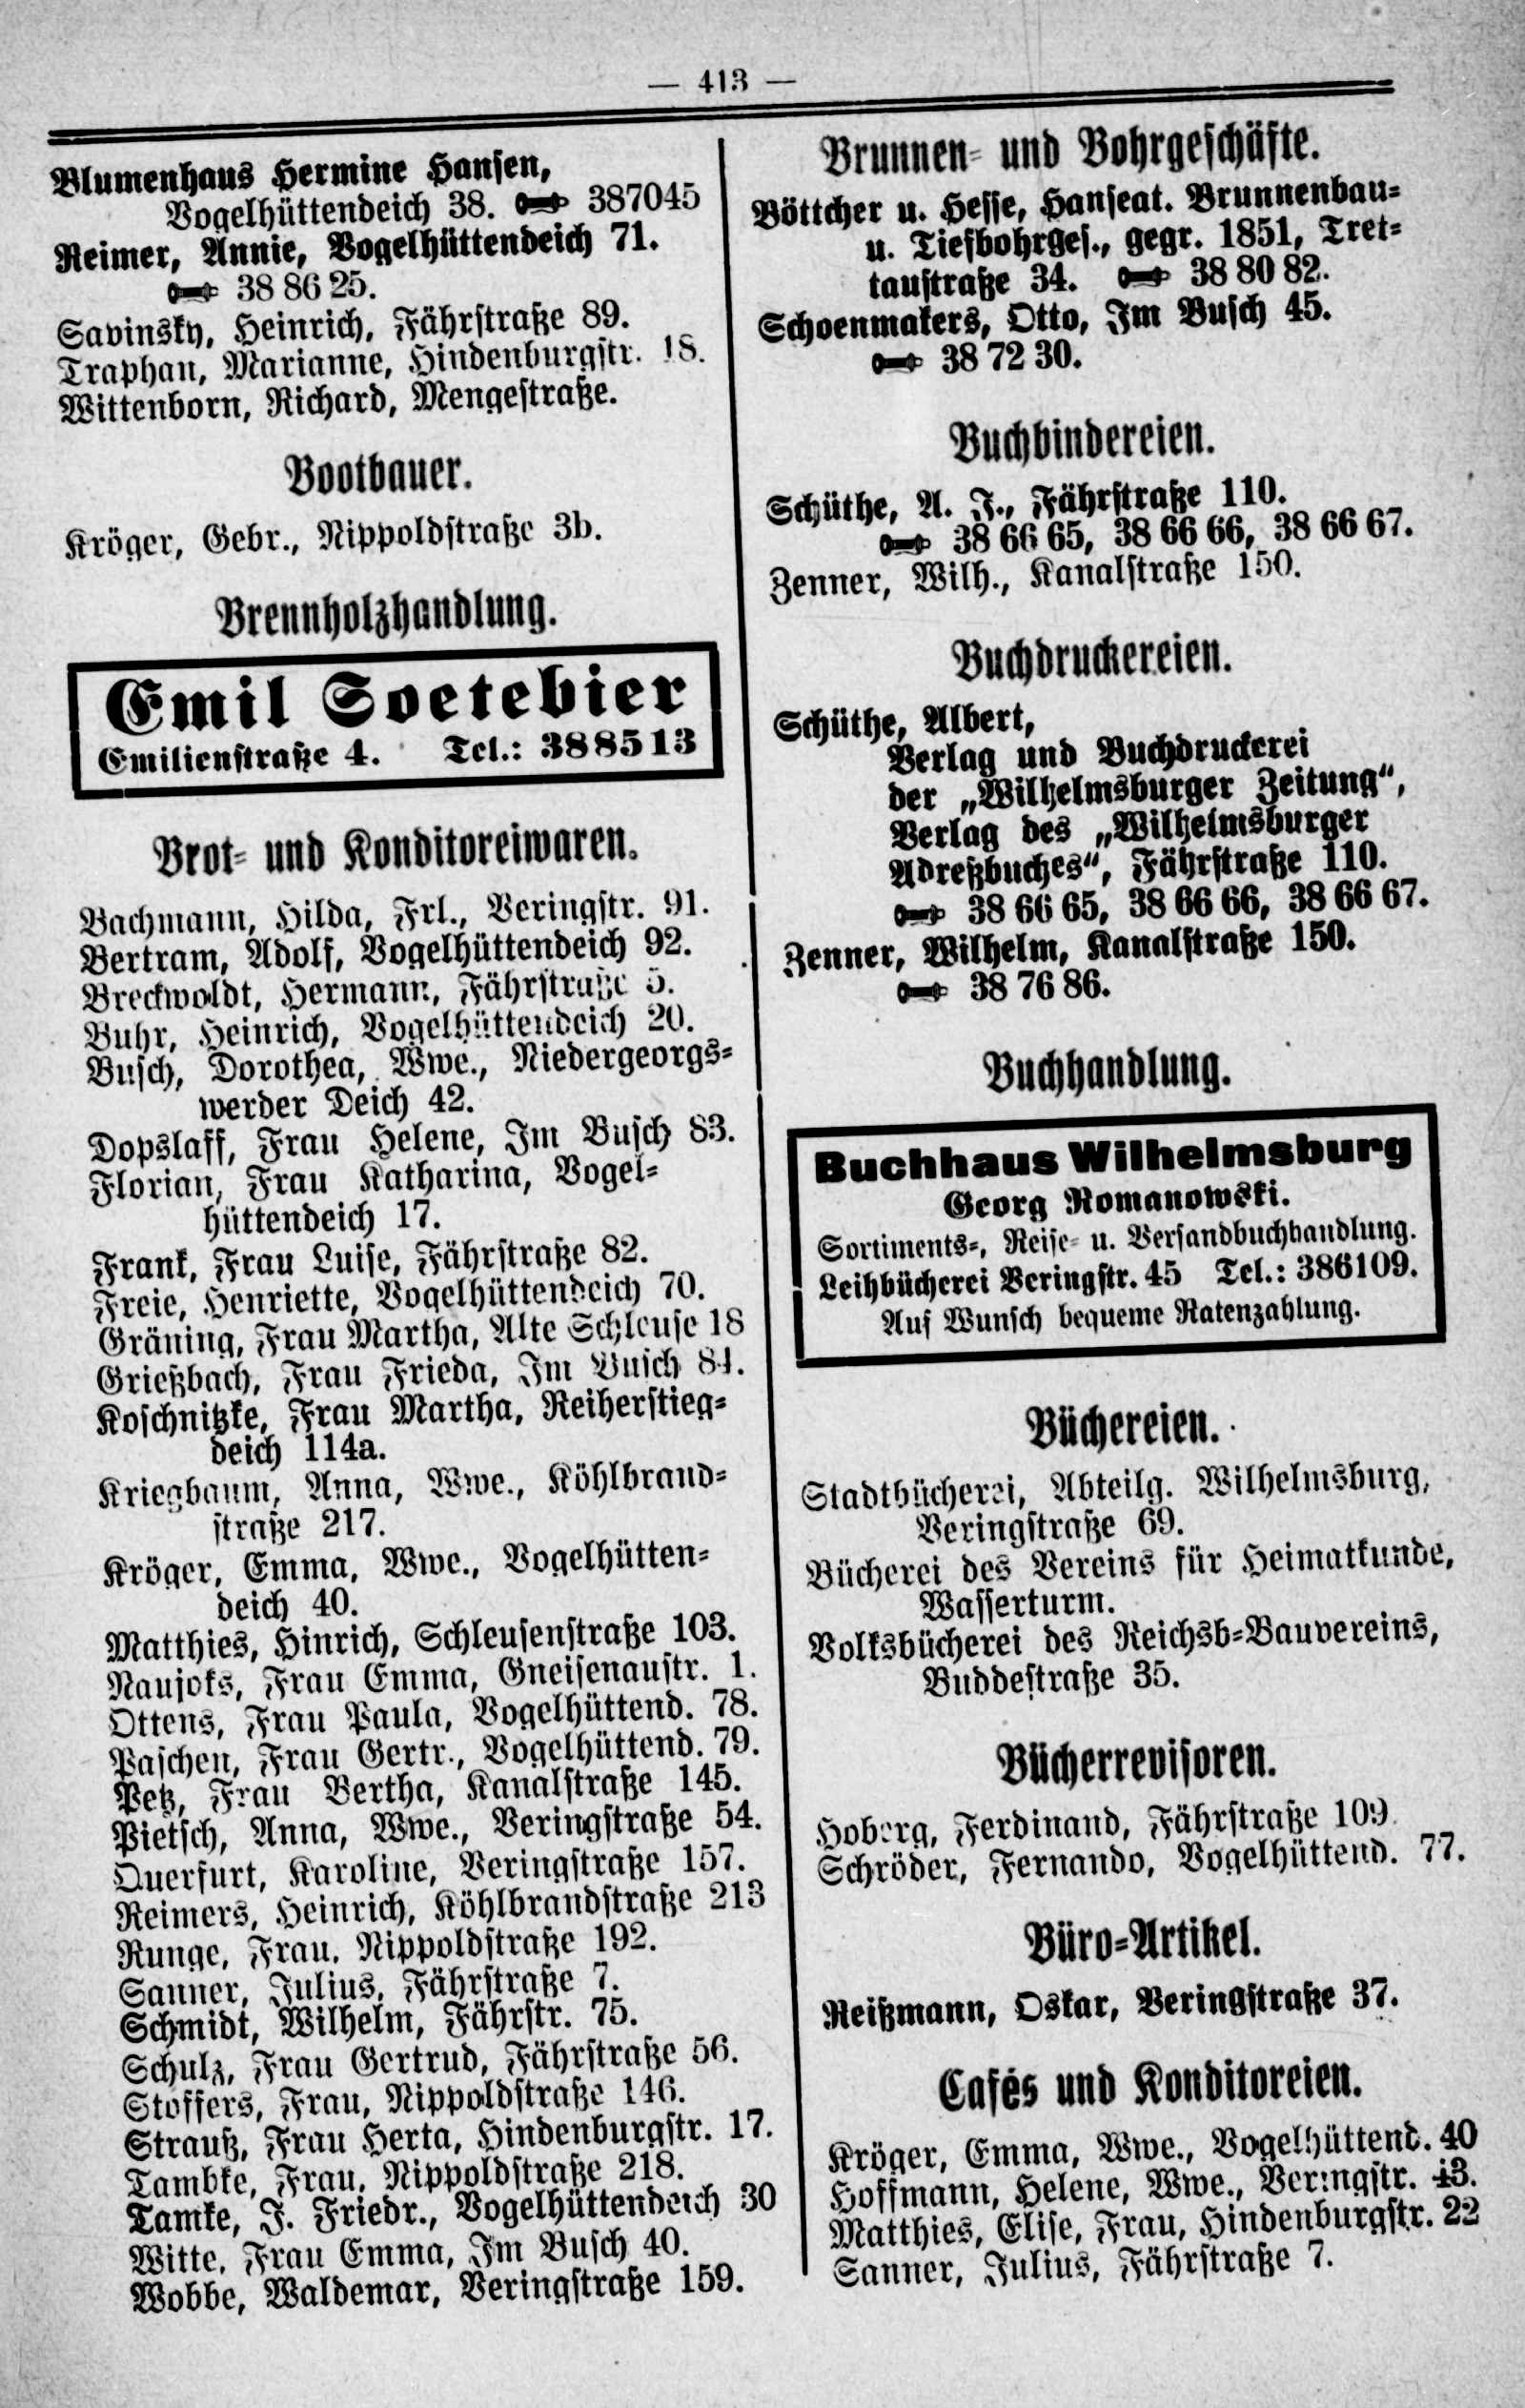 — 413 —
Blumenhaus Hermine Hansen,
Vogelhüttendeich 38. 387045
Reimer, Annie, Vogelhüttendeich 71.
38 86 25.
Savinsky, Heinrich, Fährstraße 89.
Traphan, Marianne, Hindenburgstr. 18.
Wittenborn, Richard, Mengestraße.
Bootbauer.
Kröger, Gebr., Nippoldstraße 3b.
Brennholzhandlung.
Emil Soetebier
Emilienstraße 4. Tel.: 388513
Brot- und Konditoreiwaren.
Bachmann, Hilda, Frl., Veringstr. 91.
Bertram, Adolf, Vogelhüttendeich 92.
Breckwoldt, Hermann, Fährstraße 5.
Buhr, Heinrich, Vogelhüttendeich 20.
Busch, Dorothea, Wwe., Niedergeorgs-
werder Deich 42.
Dopslaff, Frau Helene, Im Busch 83.
Florian, Frau Katharina, Vogel-
hüttendeich 17.
Frank, Frau Luise, Fährstraße 82.
Freie, Henriette, Vogelhüttendeich 70.
Gräning, Frau Martha, Alte Schleuse 18
Grießbach, Frau Frieda, Im Busch 84.
Koschnitzke, Frau Martha, Reiherstieg-
deich 114a.
Kriegbaum, Anna, Wwe., Köhlbrand-
straße 217.
Kröger, Emma, Wwe., Vogelhütten-
deich 40.
Matthies, Hinrich, Schleusenstraße 103.
Naujoks, Frau Emma, Gneisenaustr. 1.
Ottens, Frau Paula, Vogelhüttend. 78.
Paschen, Frau Gertr., Vogelhüttend. 79.
Petz, Frau Bertha, Kanalstraße 145.
Pietsch, Anna, Wwe., Veringstraße 54.
Querfurt, Karoline, Veringstraße 157.
Reimers, Heinrich, Köhlbrandstraße 213
Runge, Frau, Nippoldstraße 192.
Sanner, Julius, Fährstraße 7.
Schmidt, Wilhelm, Fährstr. 75.
Schulz, Frau Gertrud, Fährstraße 56.
Stoffers, Frau, Nippoldstraße 146.
Strauß, Frau Herta, Hindenburgstr. 17.
Tambke, Frau, Nippoldstraße 218.
Tamke, J. Friedr., Vogelhüttendeich 30
Witte, Frau Emma, Im Busch 40.
Wobbe, Waldemar, Veringstraße 159.
Brunnen- und Bohrgeschäfte.
Böttcher u. Hesse, Hanseat. Brunnenbau-
u. Tiefbohrges., gegr. 1851, Tret-
taustraße 34. 38 80 82.
Schoenmakers, Otto, Im Busch 45.
38 72 30.
Buchbindereien.
Schüthe, A. J., Fährstraße 110.
38 66 65, 38 66 66, 38 66 67.
Zenner, Wilh., Kanalstraße 150.
Buchdruckereien.
Schüthe, Albert,
Verlag und Buchdruckerei
der „Wilhelmsburger Zeitung“,
Verlag des „Wilhelmsburger
Adreßbuches“, Fährstraße 110.
38 66 65, 38 66 66, 38 66 67.
Zenner, Wilhelm, Kanalstraße 150.
38 76 86.
Buchhandlung.
Buchhaus Wilhelmsburg
Georg Romanowski.
Sortiments-, Reise- u. Versandbuchhandlung.
Leihbücherei Veringstr. 45 Tel.: 386109.
Auf Wunsch bequeme Ratenzahlung.
Büchereien.
Stadtbücherei, Abteilg. Wilhelmsburg,
Veringstraße 69.
Bücherei des Vereins für Heimatkunde,
Wasserturm.
Volksbücherei des Reichsb-Bauvereins,
Buddestraße 35.
Bücherrevisoren.
Hoberg, Ferdinand, Fährstraße 109.
Schröder, Fernando, Vogelhüttend. 77.
Büro-Artikel.
Reißmann, Oskar, Veringstraße 37.
Cafés und Konditoreien.
Kröger, Emma, Wwe., Vogelhüttend. 40
Hoffmann, Helene, Wwe., Veringstr. 43.
Matthies, Elise, Frau, Hindenburgstr. 22
Sanner, Julius, Fährstraße 7.